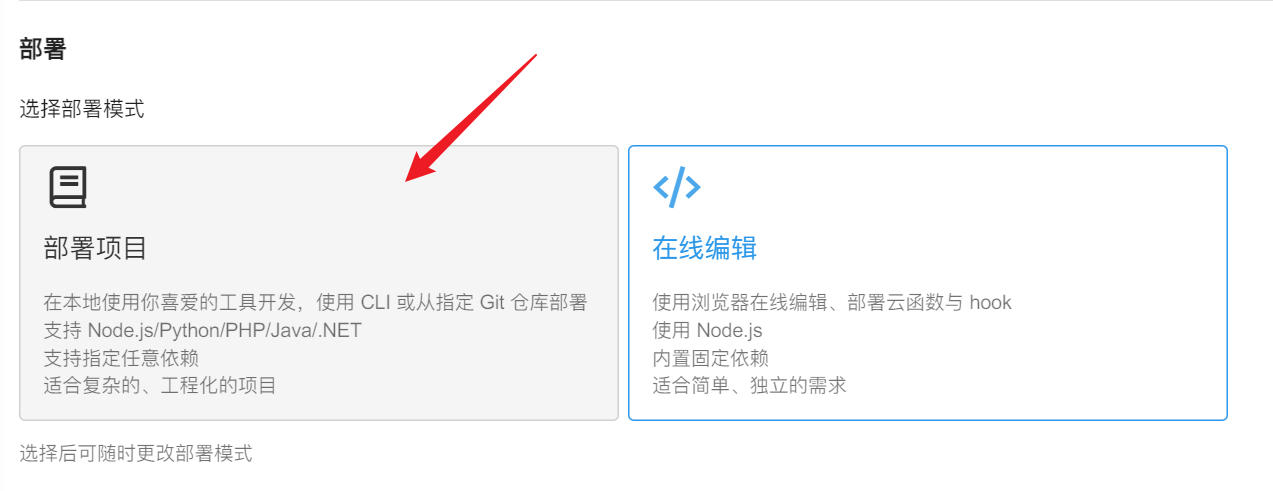 部署
选择部署模式
部署项目
在本地使用你喜爱的工具开发，使用 CLI 或从指定 Git 仓库部署
支持 Node.js/Python/PHP/Java/.NET
支持指定任意依赖
适合复杂的、工程化的项目
在线编辑
使用浏览器在线编辑、部署云函数与 hook
使用 Node.js
内置固定依赖
适合简单、独立的需求
选择后可随时更改部署模式